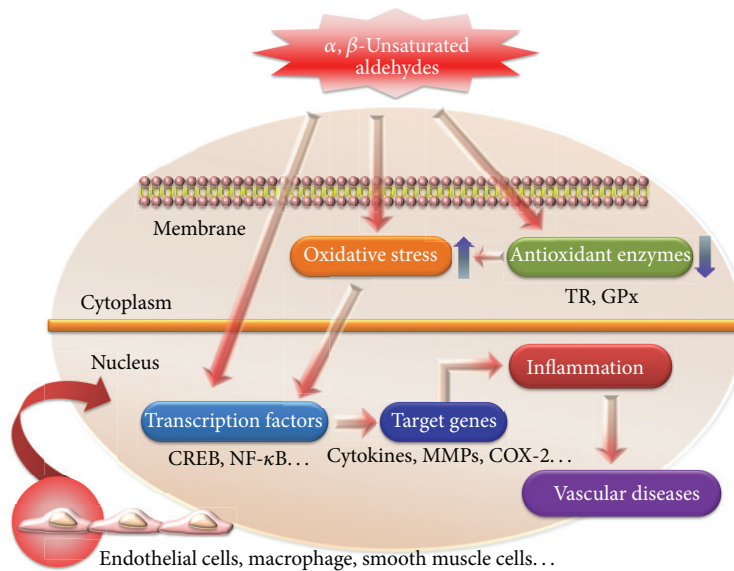 α, β-Unsaturated
aldehydes
Membrane
Oxidative stress
Antioxidant enzymes
TR, GPx
Cytoplasm
Nucleus
Inflammation
Transcription factors
Target genes
CREB, NF-κB...
Cytokines, MMPs, COX-2...
Vascular diseases
Endothelial cells, macrophage, smooth muscle cells...